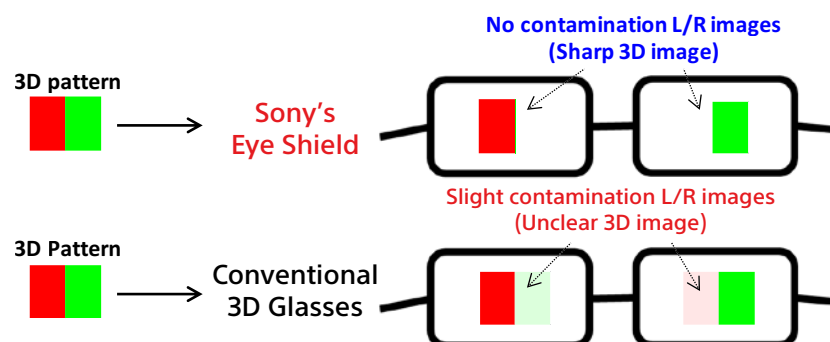 No contamination L/R images
(Sharp 3D image)
3D pattern
Sony's
Eye Shield
Slight contamination L/R images
(Unclear 3D image)
3D Pattern
Conventional
3D Glasses